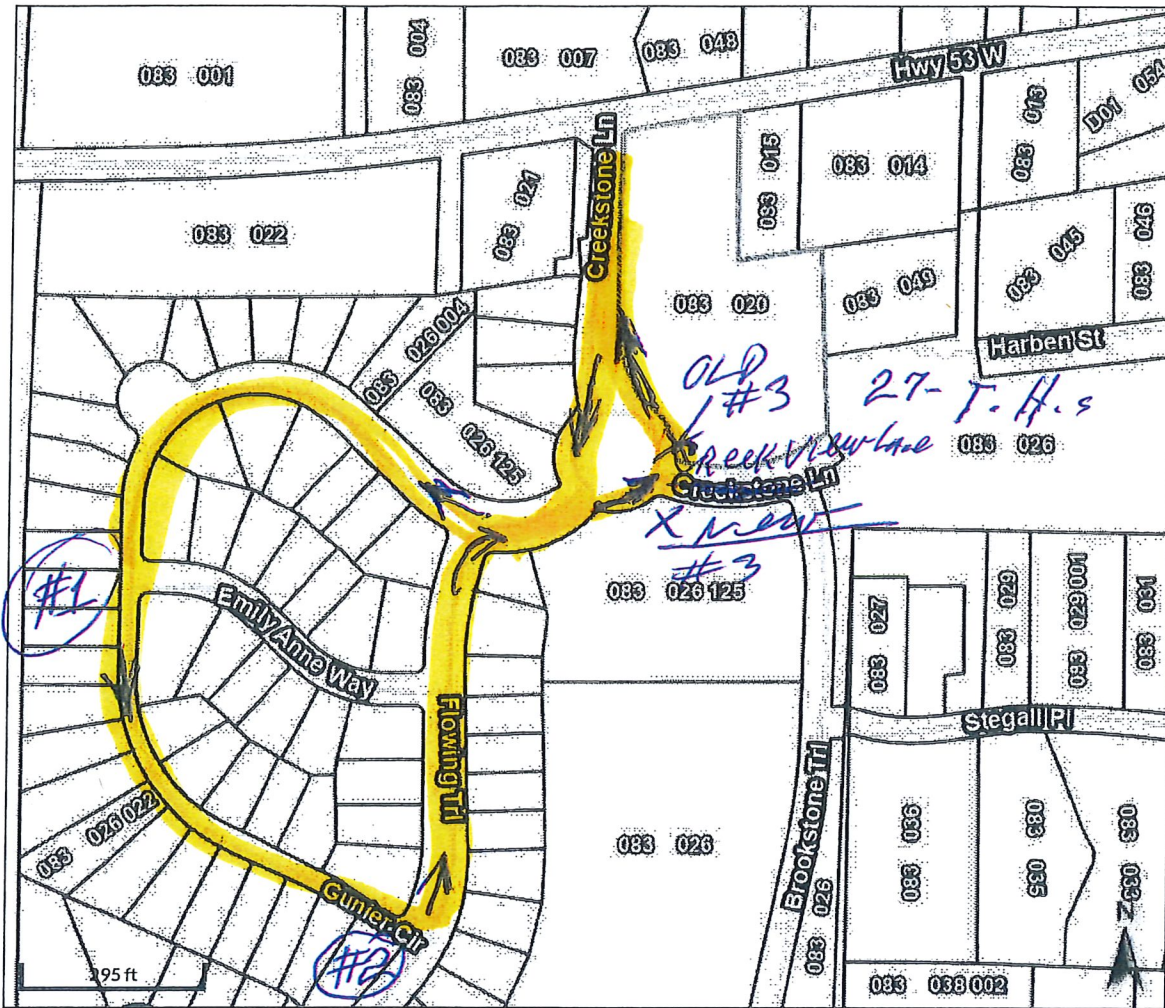 083 001
083 004
083 007
083 048
Hwy 53 W
083 013
D01 054
083 021
Creekstone Ln
083 015
083 014
083 022
083 045
083 046
083 020
083 049
026 004
083
Harben St
OLD
#3
27- T.H.s
083 026 125
083 026
Creekstone Ln
X New
#3
#1
083 026 125
Emily Anne Way
083 027
083 029
083 029 001
083 031
Flowing Trl
Stegall Pl
083 026 022
083 026
Brookstone Trl
083 036
083 035
083 033
Gunier Cir
083 026
N
#2
295 ft
083 038 002